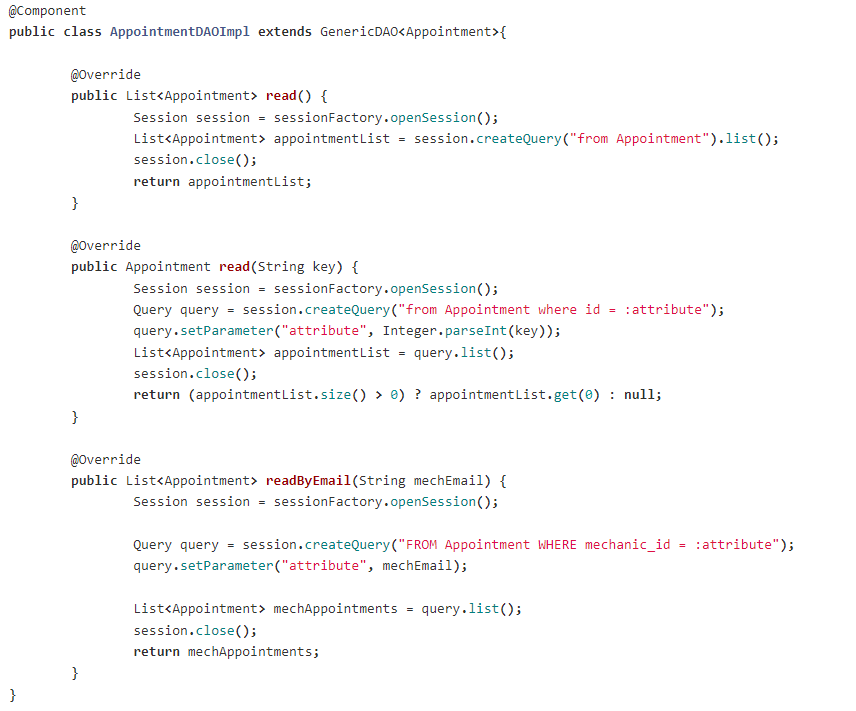 @Component
public class AppointmentDAOImpl extends GenericDAO<Appointment>{
@Override
public List<Appointment> read() {
Session session = sessionFactory.openSession();
List<Appointment> appointmentList = session.createQuery("from Appointment").list();
session.close();
return appointmentList;
}
@Override
public Appointment read(String key) {
Session session = sessionFactory.openSession();
Query query = session.createQuery("from Appointment where id = :attribute");
query.setParameter("attribute", Integer.parseInt(key));
List<Appointment> appointmentList = query.list();
session.close();
return (appointmentList.size() > 0) ? appointmentList.get(0) : null;
}
@Override
public List<Appointment> readByEmail(String mechEmail) {
Session session = sessionFactory.openSession();
Query query = session.createQuery("FROM Appointment WHERE mechanic_id = :attribute");
query.setParameter("attribute", mechEmail);
List<Appointment> mechAppointments = query.list();
session.close();
return mechAppointments;
}
}